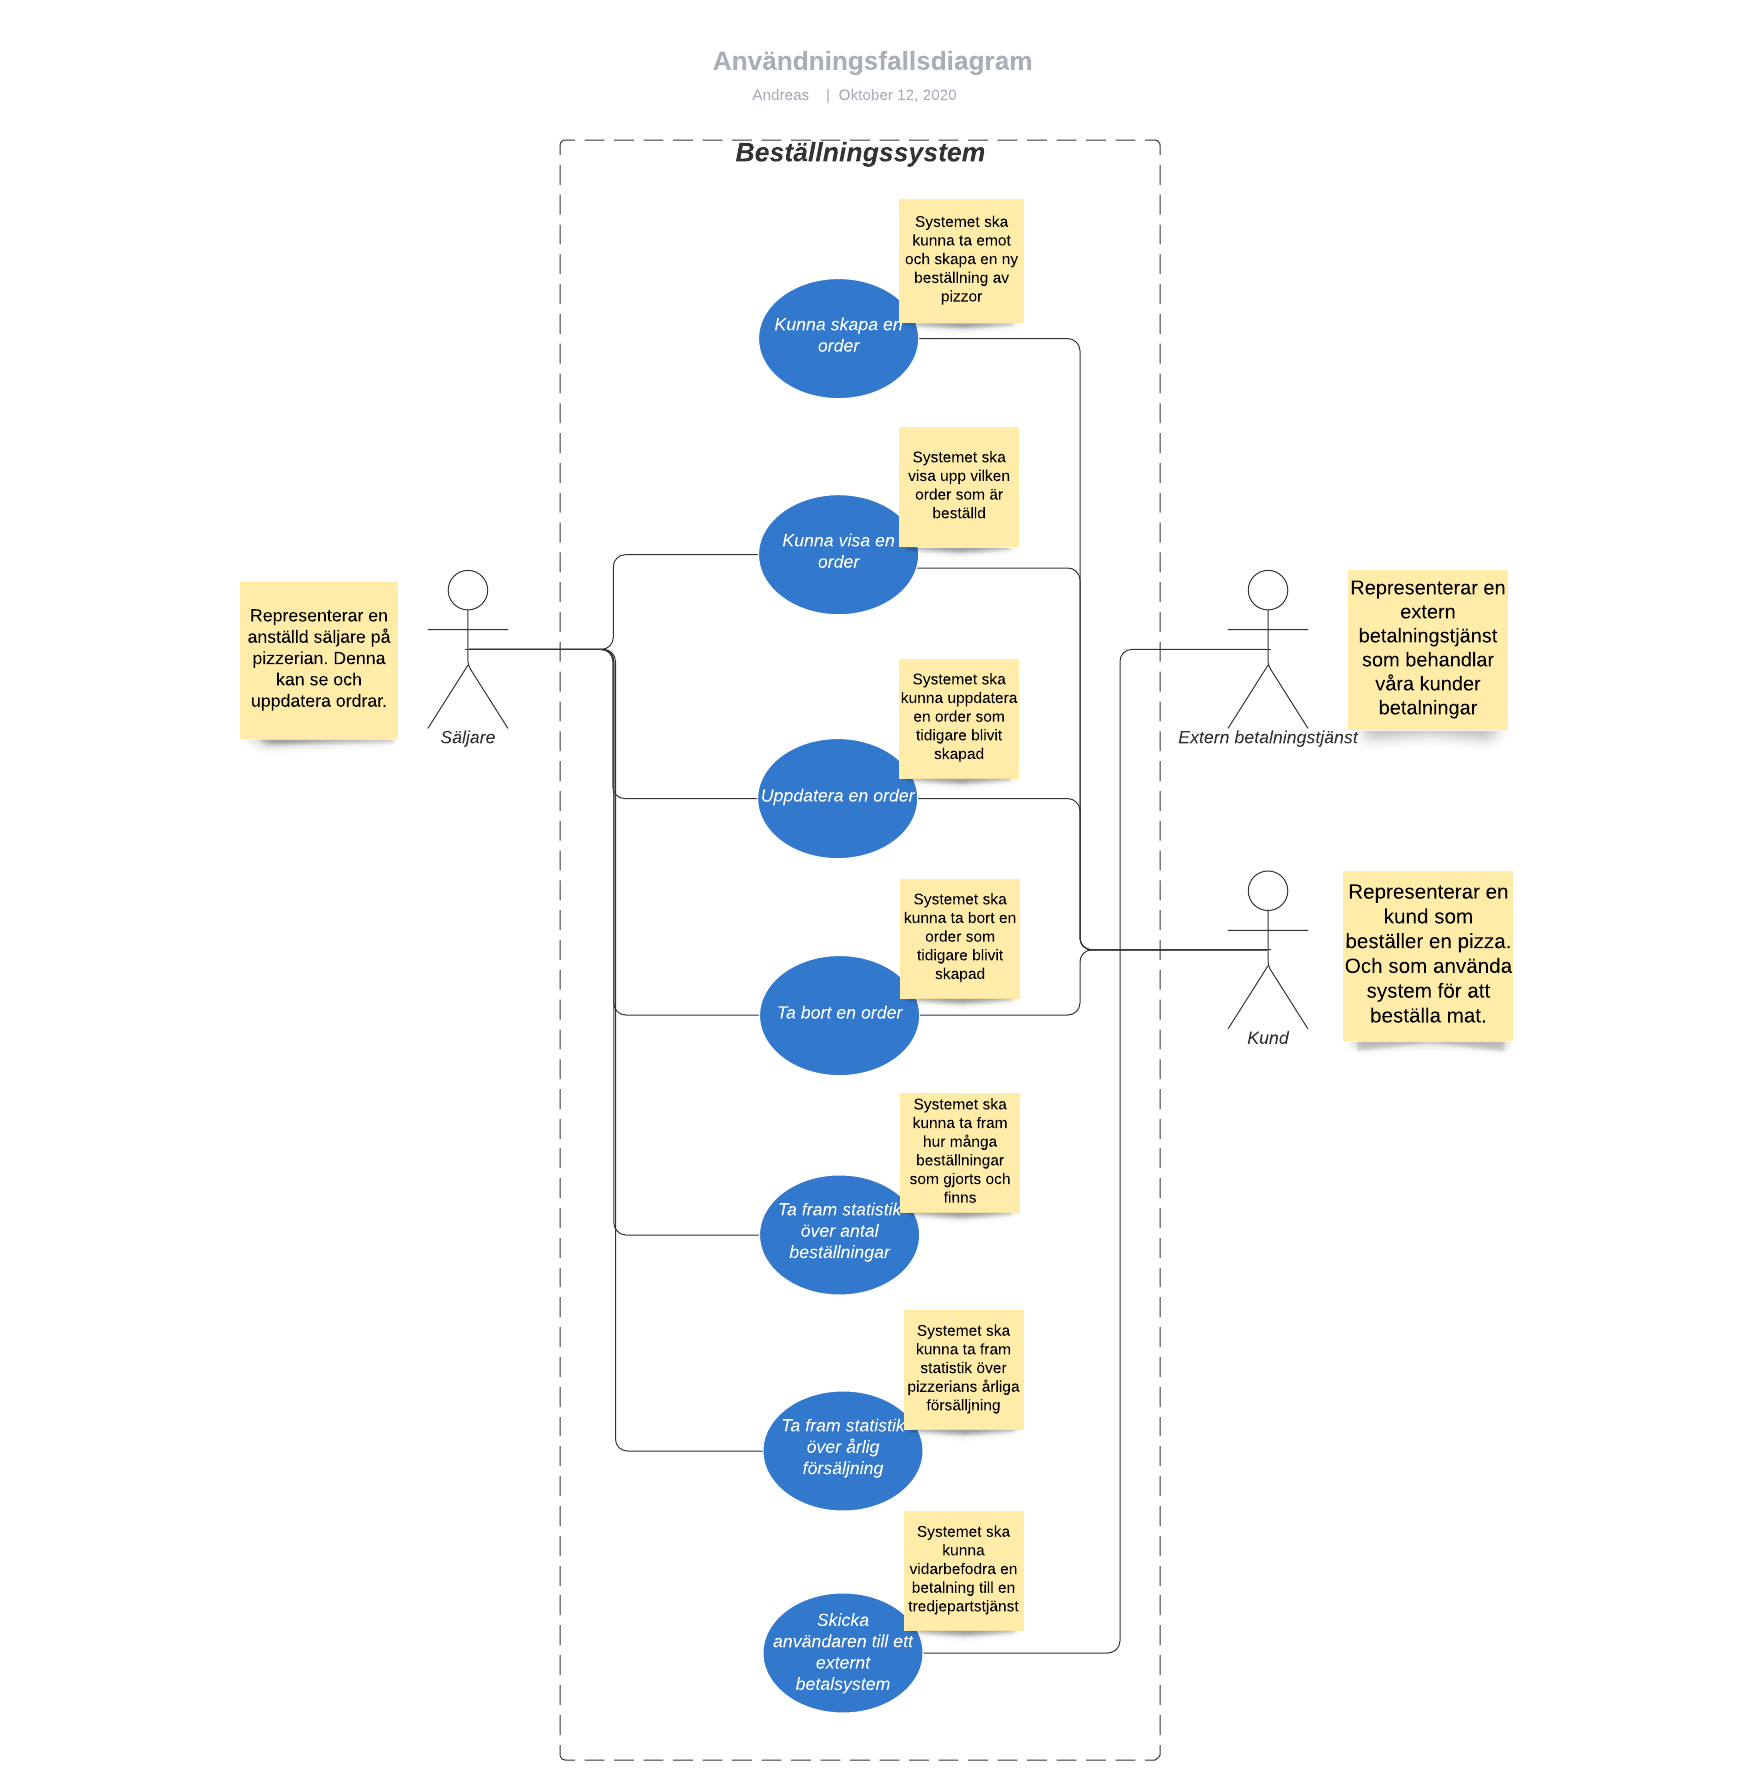 Användningsfallsdiagram
Andreas | Oktober 12, 2020
Beställningssystem
Systemet ska
kunna ta emot
och skapa en ny
beställning av
pizzor
Kunna skapa en
order
Systemet ska
visa upp vilken
order som är
beställd
Kunna visa en
order
Representerar en
anställd säljare på
pizzerian. Denna
kan se och
uppdatera ordrar.
Säljare
Representerar en
extern
betalningstjänst
som behandlar
våra kunder
betalningar
Extern betalningstjänst
Systemet ska
kunna uppdatera
en order som
tidigare blivit
skapad
Uppdatera en order
Systemet ska
kunna ta bort en
order som
tidigare blivit
skapad
Ta bort en order
Representerar en
kund som
beställer en pizza.
Och som använda
system för att
beställa mat.
Kund
Systemet ska
kunna ta fram
hur många
beställningar
som gjorts och
finns
Ta fram statistik
över antal
beställningar
Systemet ska
kunna ta fram
statistik över
pizzerians årliga
försälljning
Ta fram statistik
över årlig
försäljning
Systemet ska
kunna
vidarbefodra en
betalning till en
tredjepartstjänst
Skicka
användaren till ett
externt
betalsystem